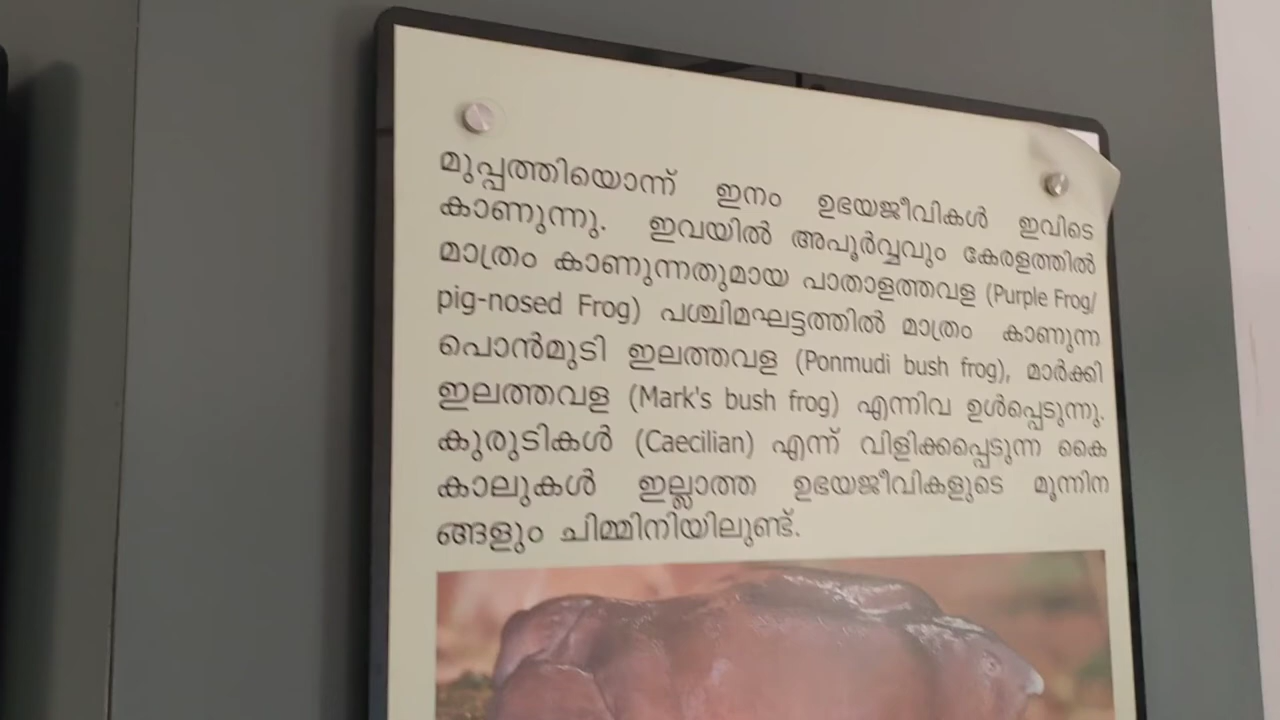 മുപ്പത്തിയൊന്ന് ഇനം ഉഭയജീവികൾ ഇവിടെ
കാണുന്നു. ഇവയിൽ അപൂർവ്വവും കേരളത്തിൽ
മാത്രം കാണുന്നതുമായ പാതാളത്തവള (Purple Frog/
pig-nosed Frog) പശ്ചിമഘട്ടത്തിൽ മാത്രം കാണുന്ന
പൊൻമുടി ഇലത്തവള (Ponmudi bush frog), മാർക്കി
ഇലത്തവള (Mark's bush frog) എന്നിവ ഉൾപ്പെടുന്നു.
കുരുടികൾ (Caecilian) എന്ന് വിളിക്കപ്പെടുന്ന കൈ
കാലുകൾ ഇല്ലാത്ത ഉഭയജീവികളുടെ മൂന്നിന
ങ്ങളും ചിമ്മിനിയിലുണ്ട്.